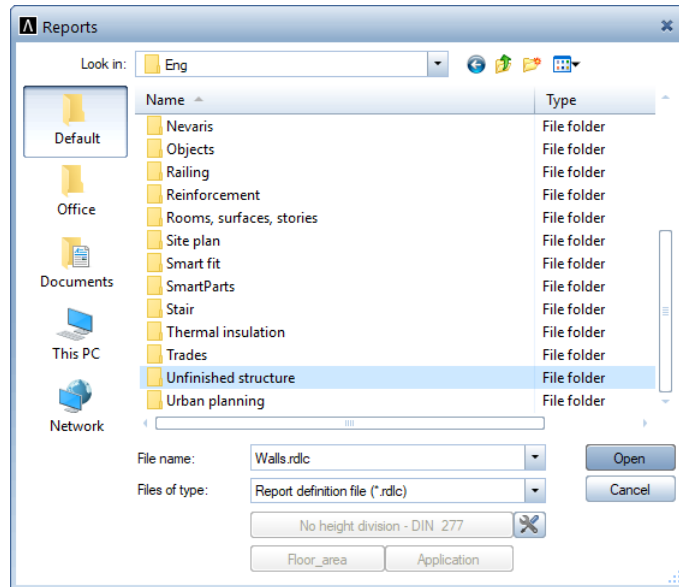 Reports
Look in: Eng
Name Type
Default
Office
Documents
This PC
Network
Nevaris File folder
Objects File folder
Railing File folder
Reinforcement File folder
Rooms, surfaces, stories File folder
Site plan File folder
Smart fit File folder
SmartParts File folder
Stair File folder
Thermal insulation File folder
Trades File folder
Unfinished structure File folder
Urban planning File folder
File name: Walls.rdlc Open
Files of type: Report definition file (*.rdlc) Cancel
No height division - DIN 277
Floor_area Application